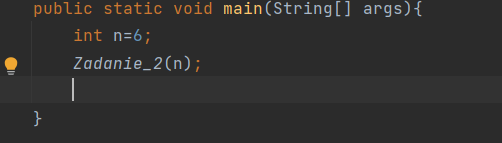 public static void main(String[] args){
int n=6;
Zadanie_2(n);
}